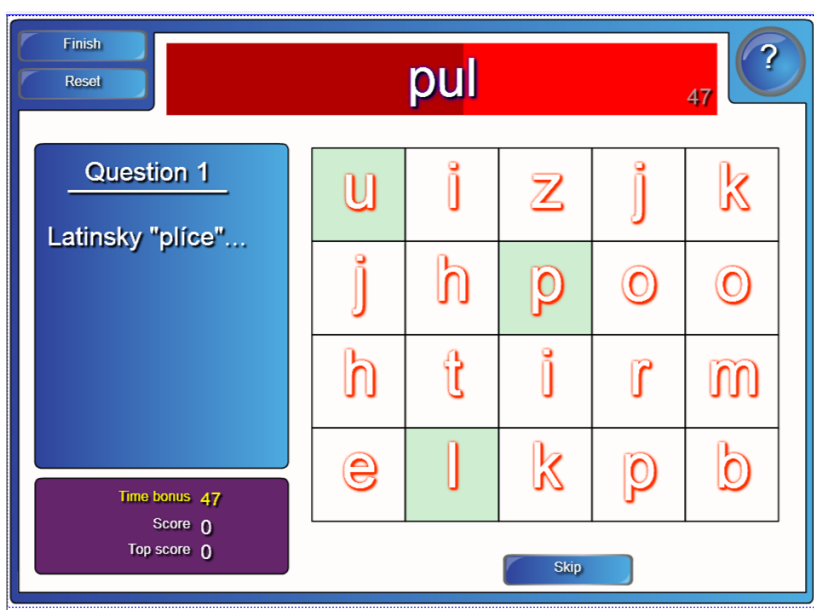 Finish
Reset
pul
47
?
Question 1
Latinsky "plíce"...
u i z j k
j h p o o
h t i r m
e l k p b
Time bonus 47
Score 0
Top score 0
Skip